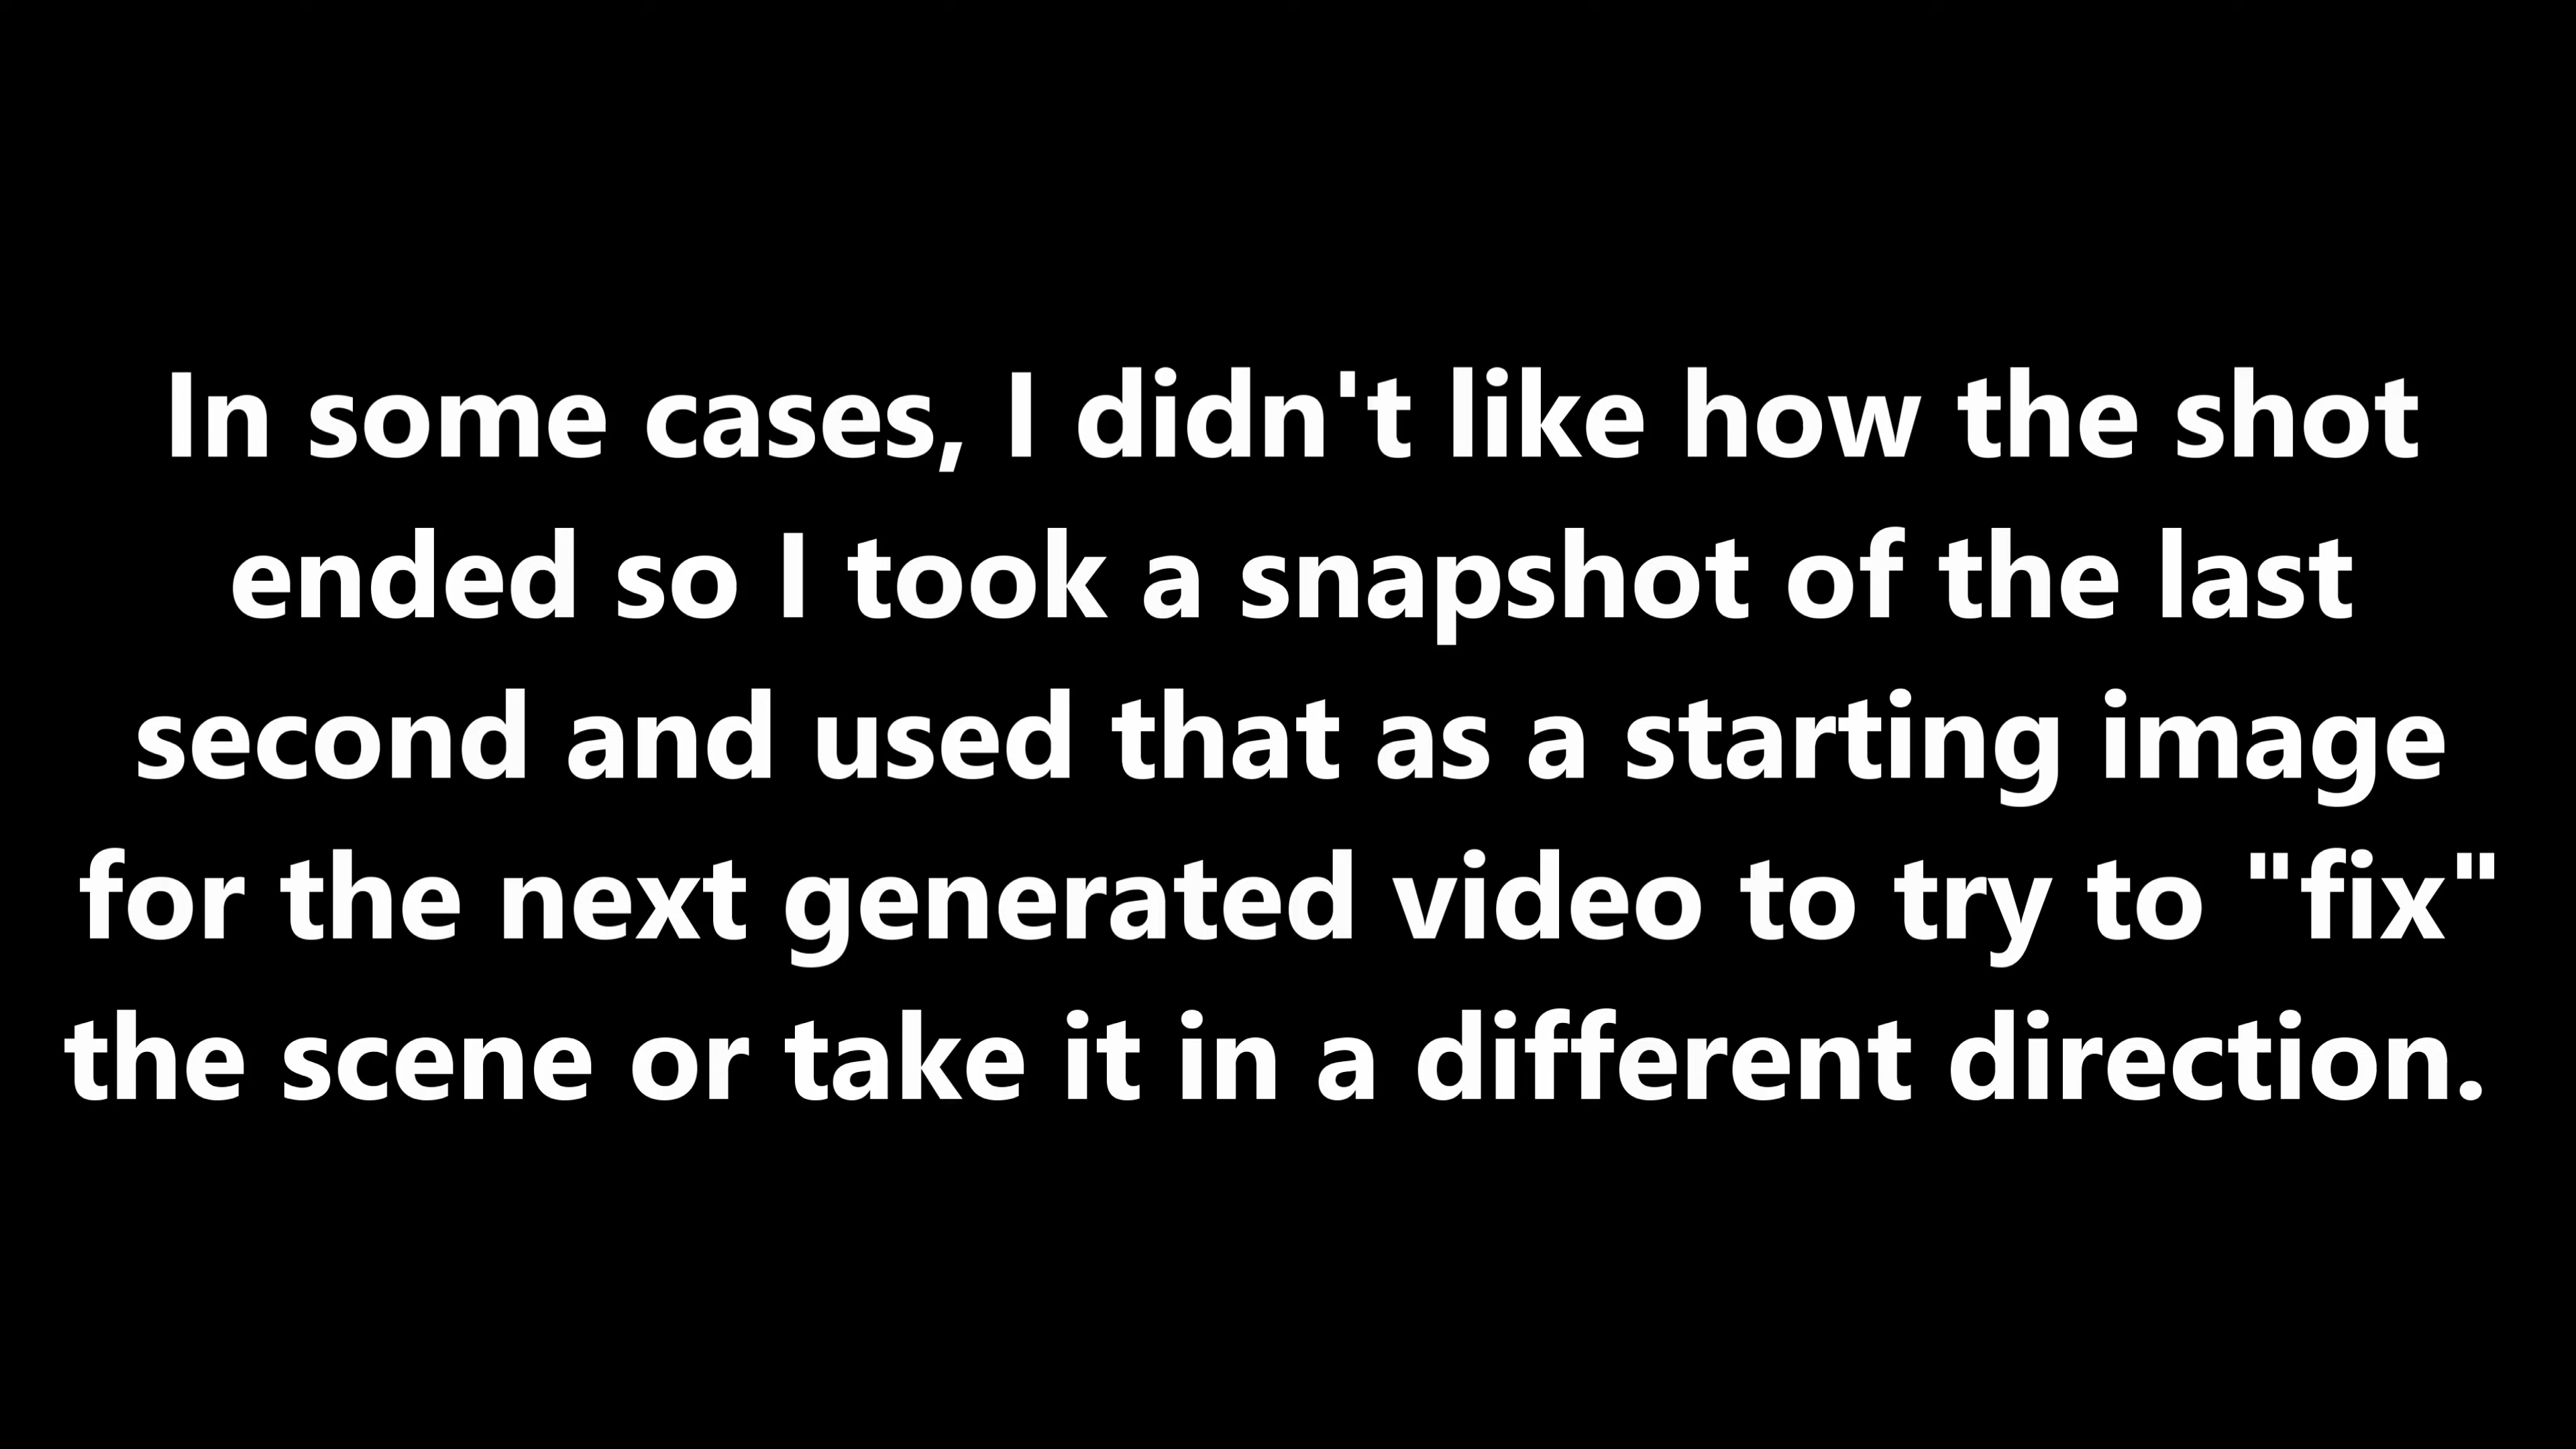 In some cases, I didn't like how the shot
ended so I took a snapshot of the last
second and used that as a starting image
for the next generated video to try to "fix"
the scene or take it in a different direction.